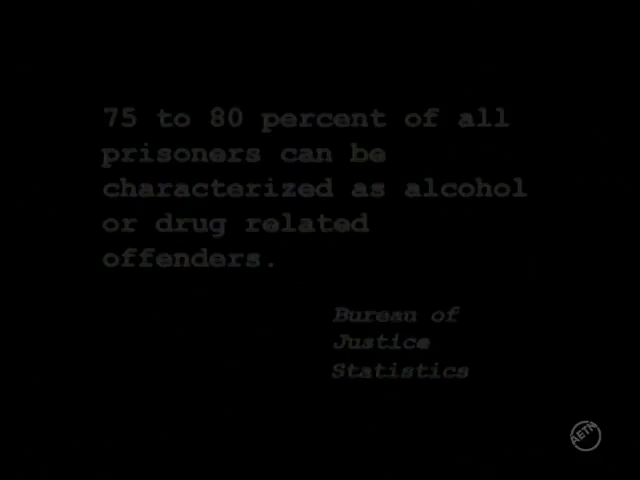 75 to 80 percent of all
prisoners can be
characterized as alcohol
or drug related
offenders.
Bureau of
Justice
Statistics
AETN